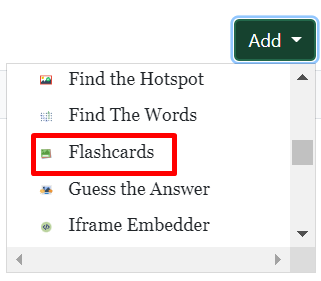 Add
Find the Hotspot
Find The Words
Flashcards
Guess the Answer
Iframe Embedder